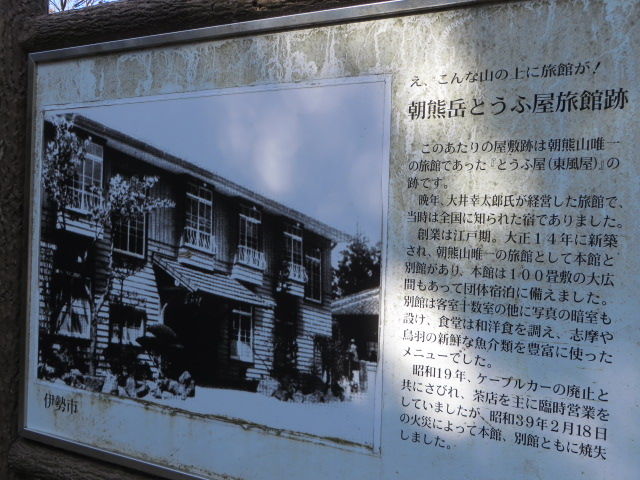 え、こんな山の上に旅館が！
朝熊岳とうふ屋旅館跡
このあたりの屋敷跡は朝熊山唯一
の旅館であった『とうふ屋(東風屋)』の
跡です。
晩年、大井幸太郎氏が経営した旅館で、
当時は全国に知られた宿でありました。
創業は江戸期。大正１４年に新築
され、朝熊山唯一の旅館として本館と
別館があり、本館は１００畳敷の大広
間もあって団体宿泊に備えました。
別館は客室十数室の他に写真の暗室も
設け、食堂は和洋食を調え、志摩や
鳥羽の新鮮な魚介類を豊富に使った
メニューでした。
昭和１９年、ケーブルカーの廃止と
共にさびれ、茶店を主に臨時営業を
していましたが、昭和３９年２月１８日
の火災によって本館、別館ともに焼失
しました。
伊勢市